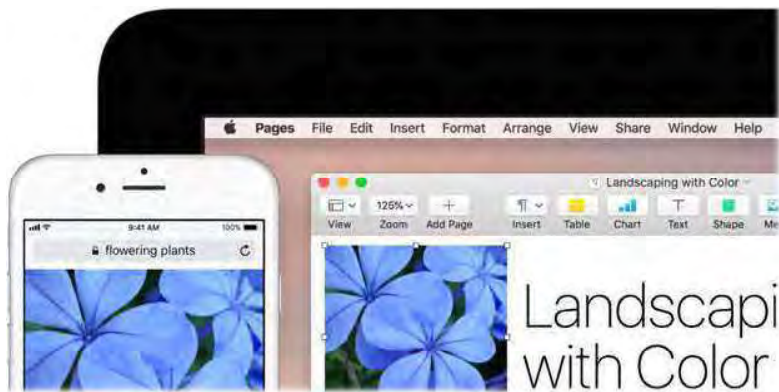 Pages File Edit Insert Format Arrange View Share Window Help
Landscaping with Color
125%
View Zoom Add Page Insert Table Chart Text Shape Me
9:41 AM 100%
flowering plants
Landscapi
with Color